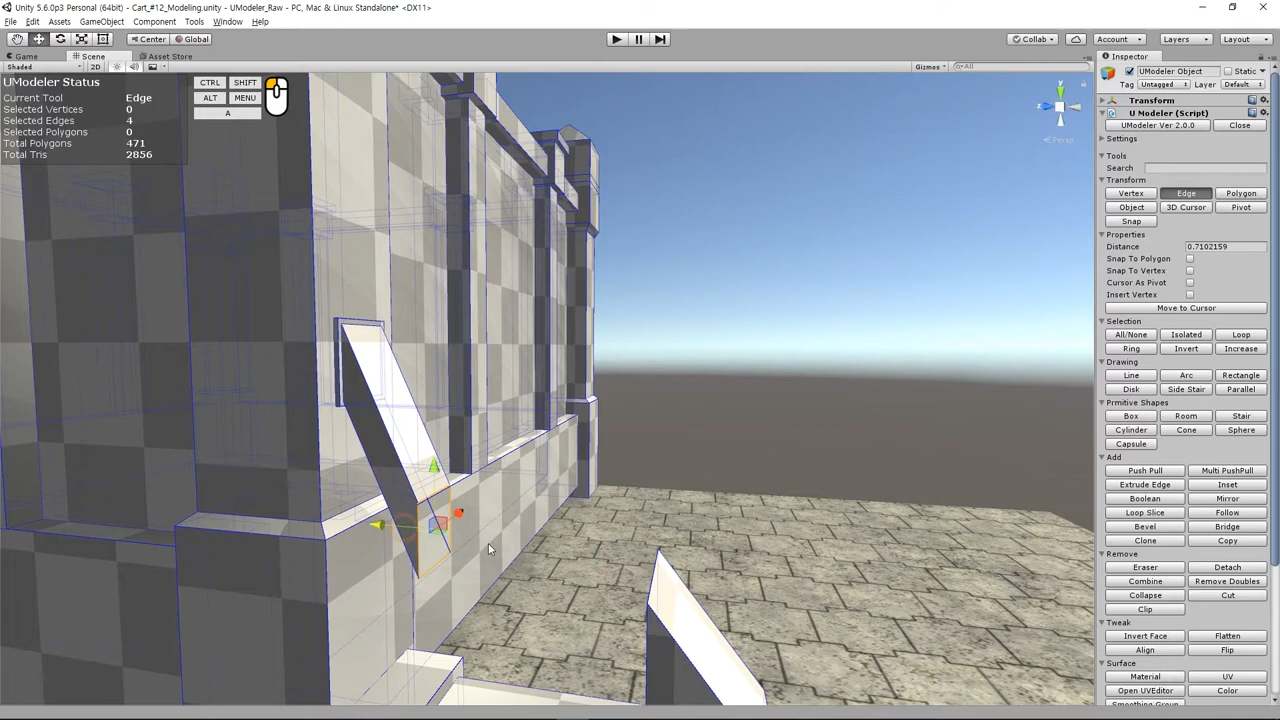 Unity 5.6.0p3 Personal (64bit) - Cart_#12_Modeling.unity - UModeler_Raw - PC, Mac & Linux Standalone* <DX11>
File Edit Assets GameObject Component Tools Window Help
Center Global Collab Account Layers Layout
Game Scene Asset Store Inspector
Shaded 2D Gizmos All
UModeler Status
Current Tool Edge
Selected Vertices 0
Selected Edges 4
Selected Polygons 0
Total Polygons 471
Total Tris 2856
CTRL SHIFT
ALT MENU
A
y
z
Persp
UModeler Object Static
Tag Untagged Layer Default
Transform
U Modeler (Script)
UModeler Ver 2.0.0 Close
Settings
Tools
Search
Transform
Vertex Edge Polygon
Object 3D Cursor Pivot
Snap
Properties
Distance 0.7102159
Snap To Polygon
Snap To Vertex
Cursor As Pivot
Insert Vertex
Move to Cursor
Selection
All/None Isolated Loop
Ring Invert Increase
Drawing
Line Arc Rectangle
Disk Side Stair Parallel
Prmitive Shapes
Box Room Stair
Cylinder Cone Sphere
Capsule
Add
Push Pull Multi PushPull
Extrude Edge Inset
Boolean Mirror
Loop Slice Follow
Bevel Bridge
Clone Copy
Remove
Eraser Detach
Combine Remove Doubles
Collapse Cut
Clip
Tweak
Invert Face Flatten
Align Flip
Surface
Material UV
Open UVEditor Color
Smoothing Group